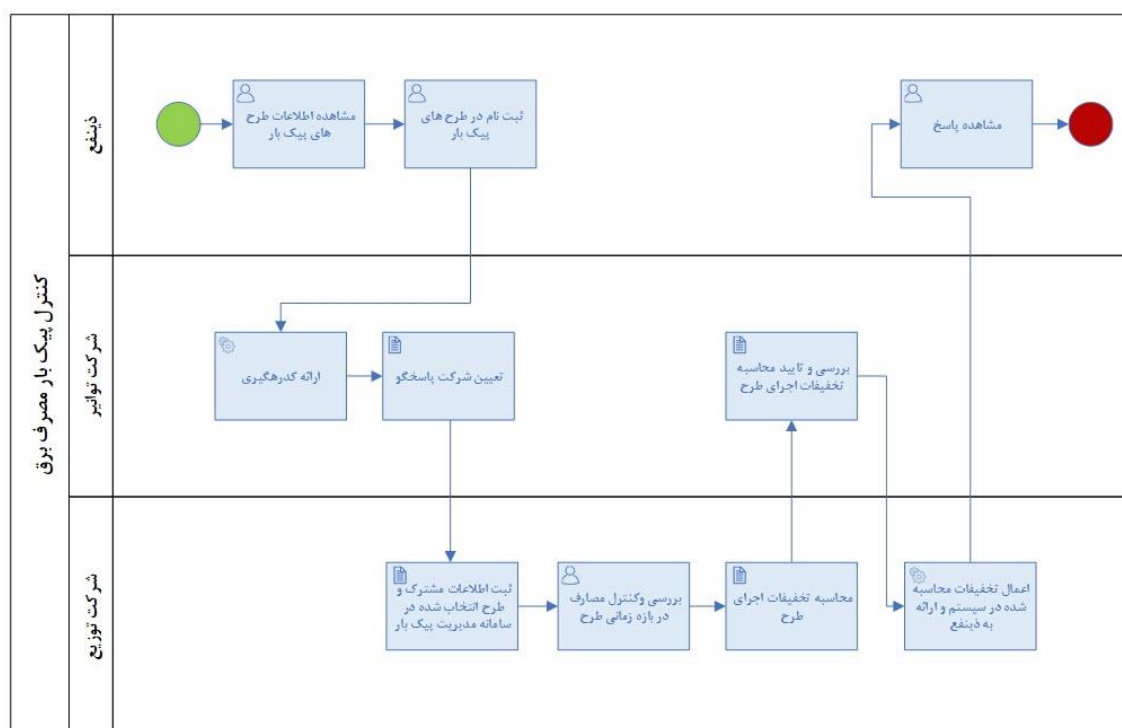 کنترل پیک بار مصرف برق
ذینفع
مشاهده اطلاعات طرح
های پیک بار
ثبت نام در طرح های
پیک بار
مشاهده پاسخ
شرکت توانیر
ارائه کدرهگیری
تعیین شرکت پاسخگو
بررسی و تایید محاسبه
تخفیفات اجرای طرح
شرکت توزیع
ثبت اطلاعات مشترک و
طرح انتخاب شده در
سامانه مدیریت پیک بار
بررسی وکنترل مصارف
در بازه زمانی طرح
محاسبه تخفیفات اجرای
طرح
اعمال تخفیفات محاسبه
شده در سیستم و ارائه
به ذینفع